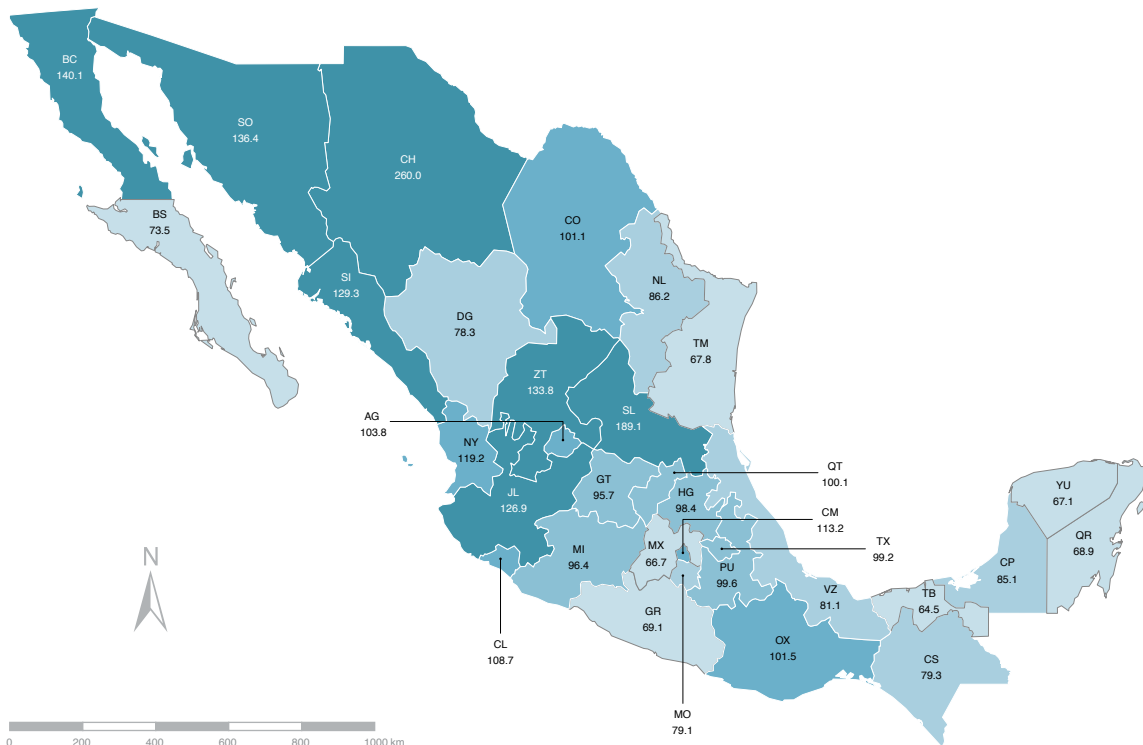 BC
140.1
SO
136.4
CH
260.0
BS
73.5
CO
101.1
SI
129.3
NL
86.2
DG
78.3
TM
67.8
ZT
133.8
SL
189.1
AG
103.8
NY
119.2
QT
100.1
GT
95.7
JL
126.9
HG
98.4
YU
67.1
CM
113.2
QR
68.9
TX
99.2
MX
66.7
MI
96.4
PU
99.6
CP
85.1
N
VZ
81.1
TB
64.5
GR
69.1
OX
101.5
CL
108.7
CS
79.3
MO
79.1
0 200 400 600 800 1000 km